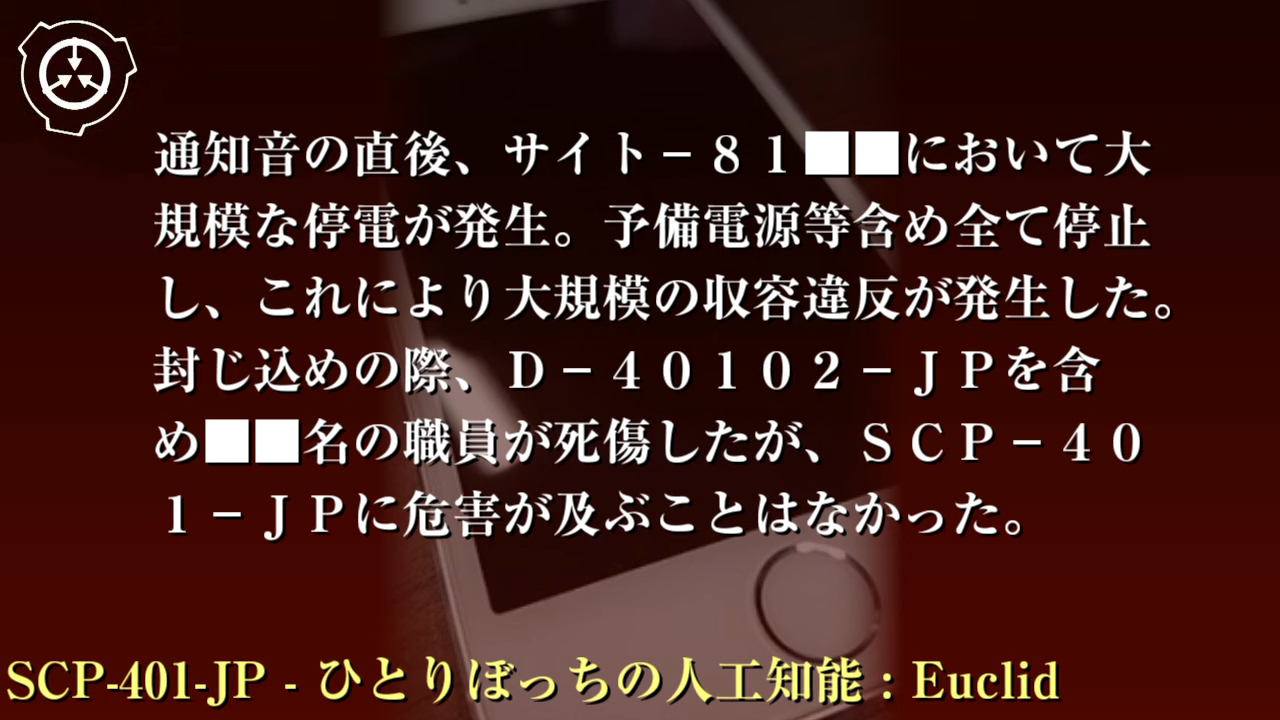 通知音の直後、サイト－８１■■において大
規模な停電が発生。予備電源等含め全て停止
し、これにより大規模の収容違反が発生した。
封じ込めの際、Ｄ－４０１０２－ＪＰを含
め■■名の職員が死傷したが、ＳＣＰ－４０
１－ＪＰに危害が及ぶことはなかった。
SCP-401-JP - ひとりぼっちの人工知能 : Euclid